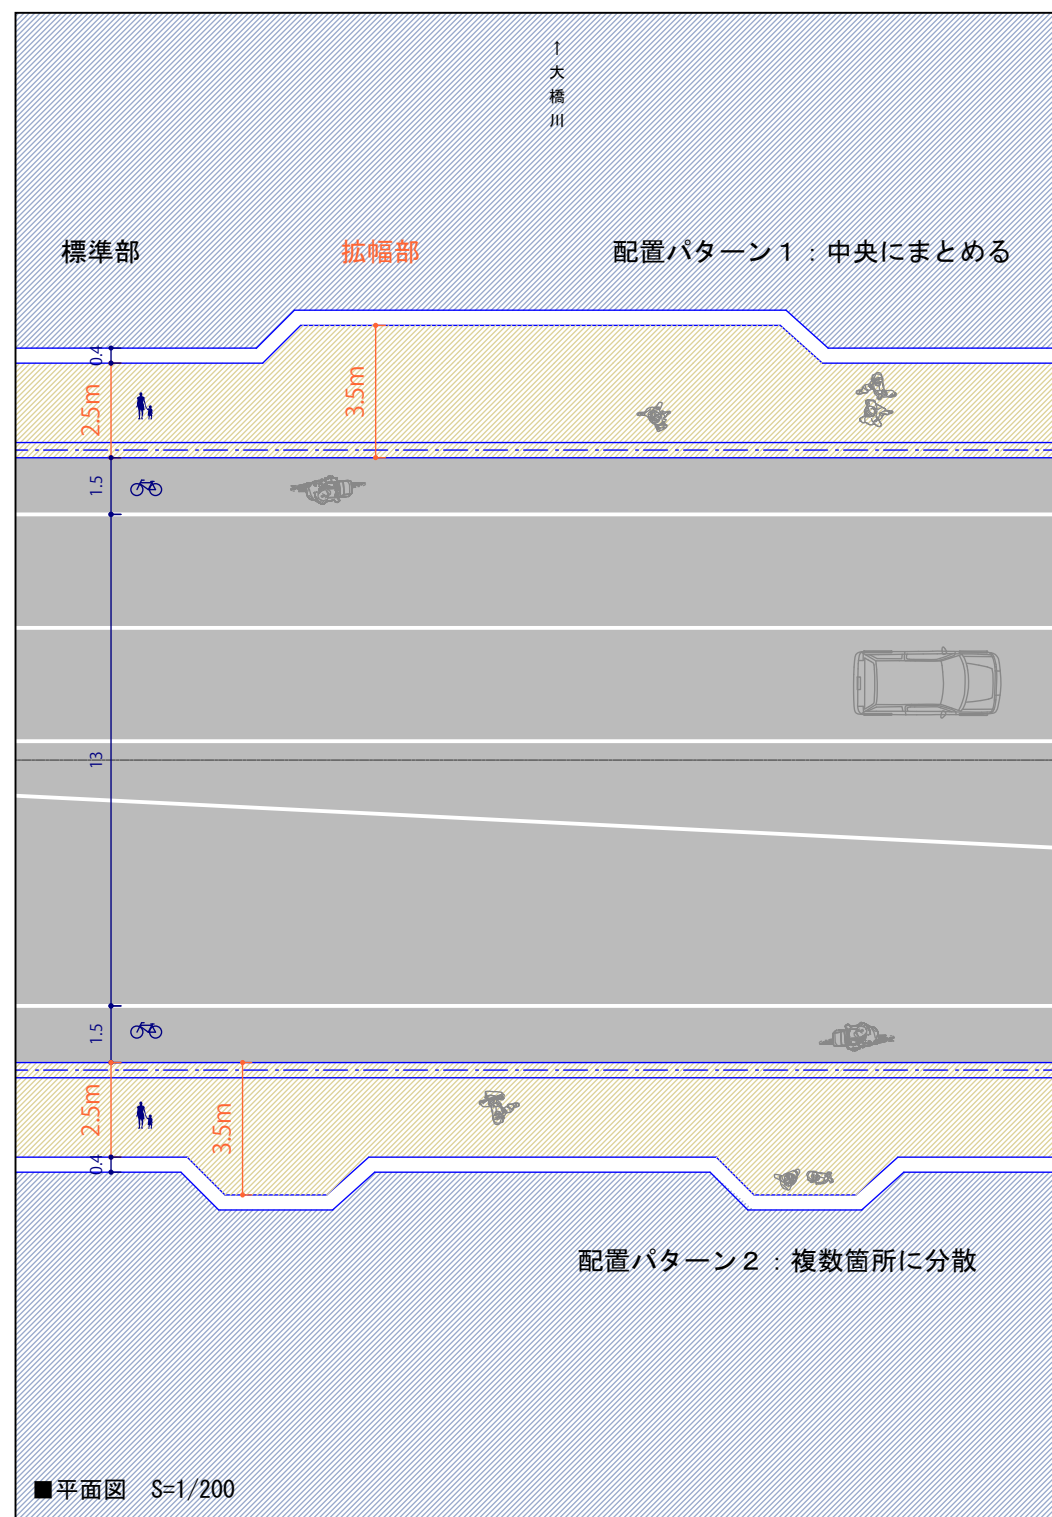 ↑大橋川
標準部
拡幅部
配置パターン1：中央にまとめる
0.4
2.5m
3.5m
1.5
13
1.5
2.5m
3.5m
0.4
配置パターン2：複数箇所に分散
■平面図 S=1/200